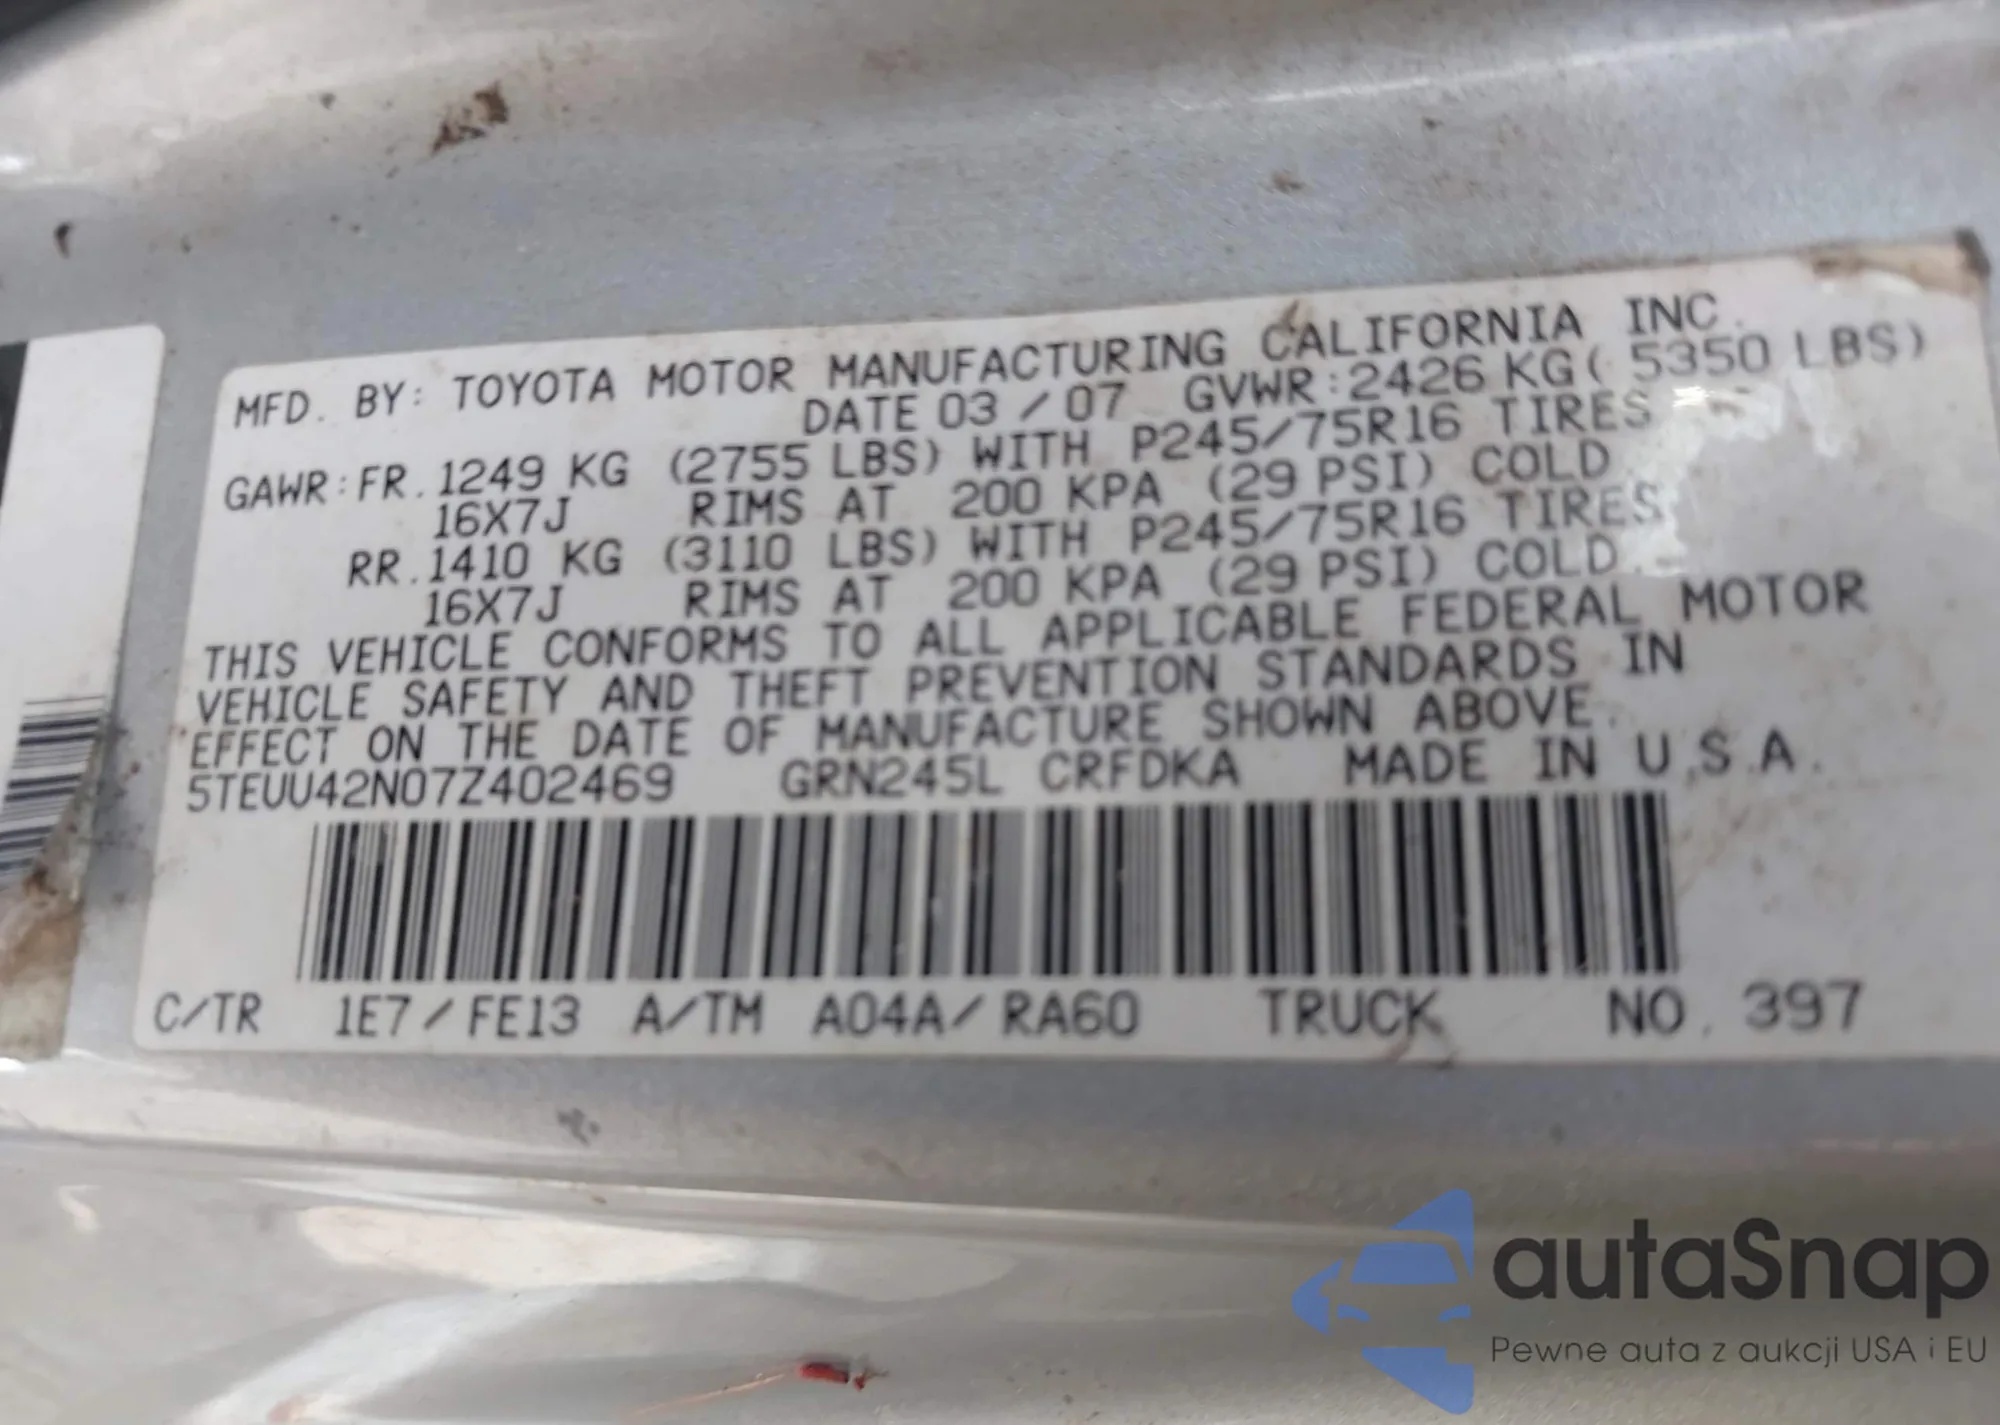 MFD. BY: TOYOTA MOTOR MANUFACTURING CALIFORNIA INC.
DATE 03 / 07 GVWR:2426 KG( 5350 LBS)
GAWR:FR.1249 KG (2755 LBS) WITH P245/75R16 TIRES
16X7J RIMS AT 200 KPA (29 PSI) COLD
RR.1410 KG (3110 LBS) WITH P245/75R16 TIRES
16X7J RIMS AT 200 KPA (29 PSI) COLD
THIS VEHICLE CONFORMS TO ALL APPLICABLE FEDERAL MOTOR
VEHICLE SAFETY AND THEFT PREVENTION STANDARDS IN
EFFECT ON THE DATE OF MANUFACTURE SHOWN ABOVE.
5TEUU42N07Z402469 GRN245L CRFDKA MADE IN U.S.A.
C/TR 1E7/FE13 A/TM A04A/RA60 TRUCK NO. 397
autaSnap
Pewne auta z aukcji USA i EU